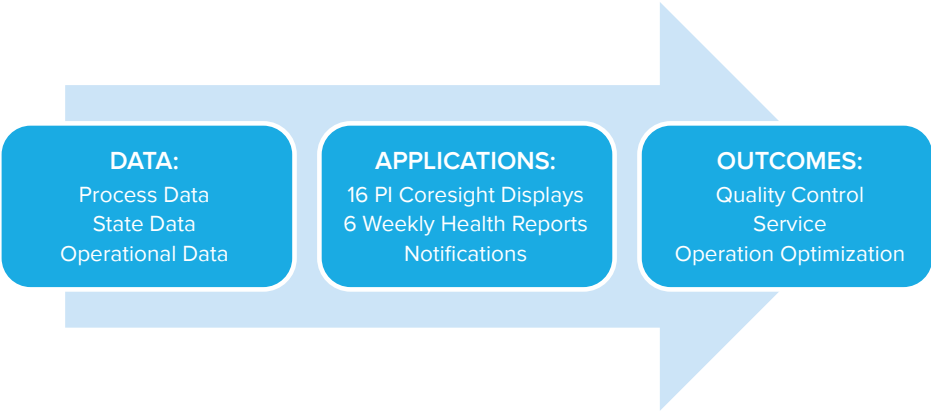 DATA:
Process Data
State Data
Operational Data
APPLICATIONS:
16 PI Coresight Displays
6 Weekly Health Reports
Notifications
OUTCOMES:
Quality Control
Service
Operation Optimization